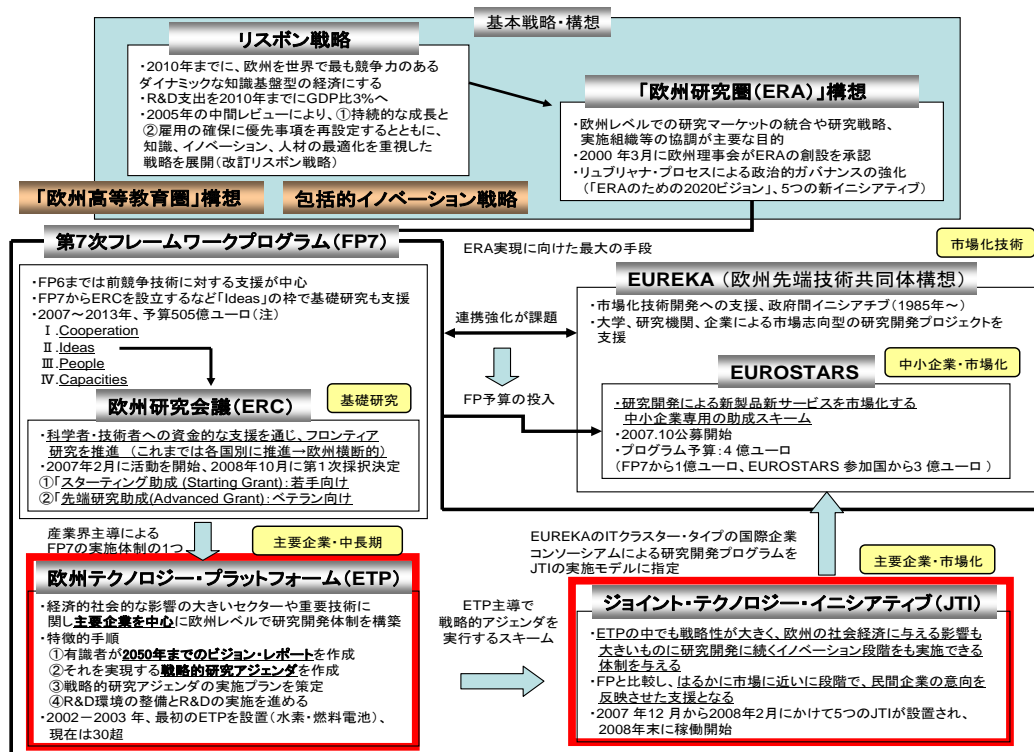 基本戦略・構想
リスボン戦略
・2010年までに、欧州を世界で最も競争力のある
ダイナミックな知識基盤型の経済にする
・R&D支出を2010年までにGDP比3%へ
・2005年の中間レビューにより、①持続的な成長と
②雇用の確保に優先事項を再設定するとともに、
知識、イノベーション、人材の最適化を重視した
戦略を展開(改訂リスボン戦略)
「欧州研究圏(ERA)」構想
・欧州レベルでの研究マーケットの統合や研究戦略、
実施組織等の協調が主要な目的
・2000 年3月に欧州理事会がERAの創設を承認
・リュブリャナ・プロセスによる政治的ガバナンスの強化
(「ERAのための2020ビジョン」、5つの新イニシアティブ)
「欧州高等教育圏」構想
包括的イノベーション戦略
第7次フレームワークプログラム(FP7)
ERA実現に向けた最大の手段
市場化技術
・FP6までは前競争技術に対する支援が中心
・FP7からERCを設立するなど「Ideas」の枠で基礎研究も支援
・2007～2013年、予算505億ユーロ(注)
Ⅰ.Cooperation
Ⅱ.Ideas
Ⅲ.People
Ⅳ.Capacities
連携強化が課題
FP予算の投入
EUREKA(欧州先端技術共同体構想)
・市場化技術開発への支援、政府間イニシアチブ(1985年～)
・大学、研究機関、企業による市場志向型の研究開発プロジェクトを
支援
中小企業・市場化
EUROSTARS
・研究開発による新製品新サービスを市場化する
中小企業専用の助成スキーム
・2007.10公募開始
・プログラム予算:4 億ユーロ
(FP7から1億ユーロ、EUROSTARS 参加国から3 億ユーロ )
欧州研究会議(ERC)
基礎研究
・科学者・技術者への資金的な支援を通じ、フロンティア
研究を推進 (これまでは各国別に推進→欧州横断的)
・2007年2月に活動を開始、2008年10月に第1次採択決定
①「スターティング助成 (Starting Grant):若手向け
②「先端研究助成(Advanced Grant):ベテラン向け
産業界主導による
FP7の実施体制の1つ
主要企業・中長期
EUREKAのITクラスター・タイプの国際企業
コンソーシアムによる研究開発プログラムを
JTIの実施モデルに指定
主要企業・市場化
欧州テクノロジー・プラットフォーム(ETP)
・経済的社会的な影響の大きいセクターや重要技術に
関し主要企業を中心に欧州レベルで研究開発体制を構築
・特徴的手順
①有識者が2050年までのビジョン・レポートを作成
②それを実現する戦略的研究アジェンダを作成
③戦略的研究アジェンダの実施プランを策定
④R&D環境の整備とR&Dの実施を進める
・2002－2003 年、最初のETPを設置(水素・燃料電池)、
現在は30超
ETP主導で
戦略的アジェンダを
実行するスキーム
ジョイント・テクノロジー・イニシアティブ(JTI)
・ETPの中でも戦略性が大きく、欧州の社会経済に与える影響も
大きいものに研究開発に続くイノベーション段階をも実施できる
体制を与える
・FPと比較し、はるかに市場に近いに段階で、民間企業の意向を
反映させた支援となる
・2007 年12 月から2008年2月にかけて5つのJTIが設置され、
2008年末に稼働開始